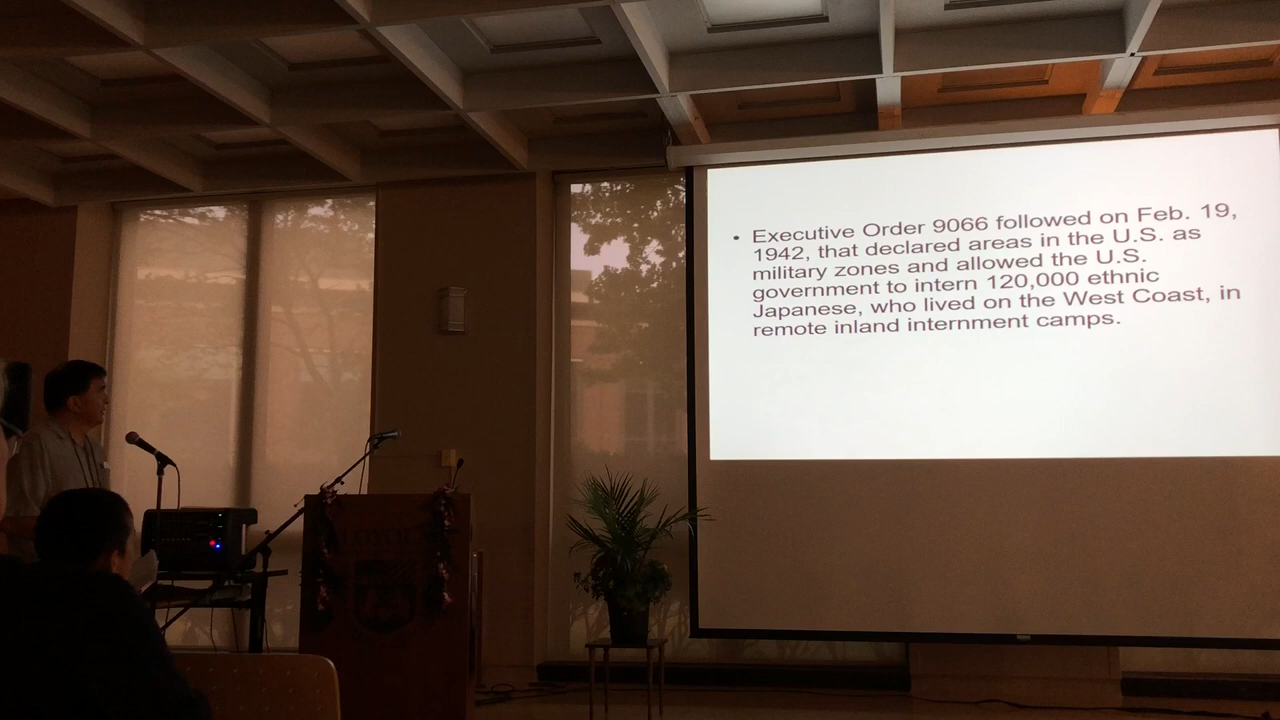 • Executive Order 9066 followed on Feb. 19,
1942, that declared areas in the U.S. as
military zones and allowed the U.S.
government to intern 120,000 ethnic
Japanese, who lived on the West Coast, in
remote inland internment camps.